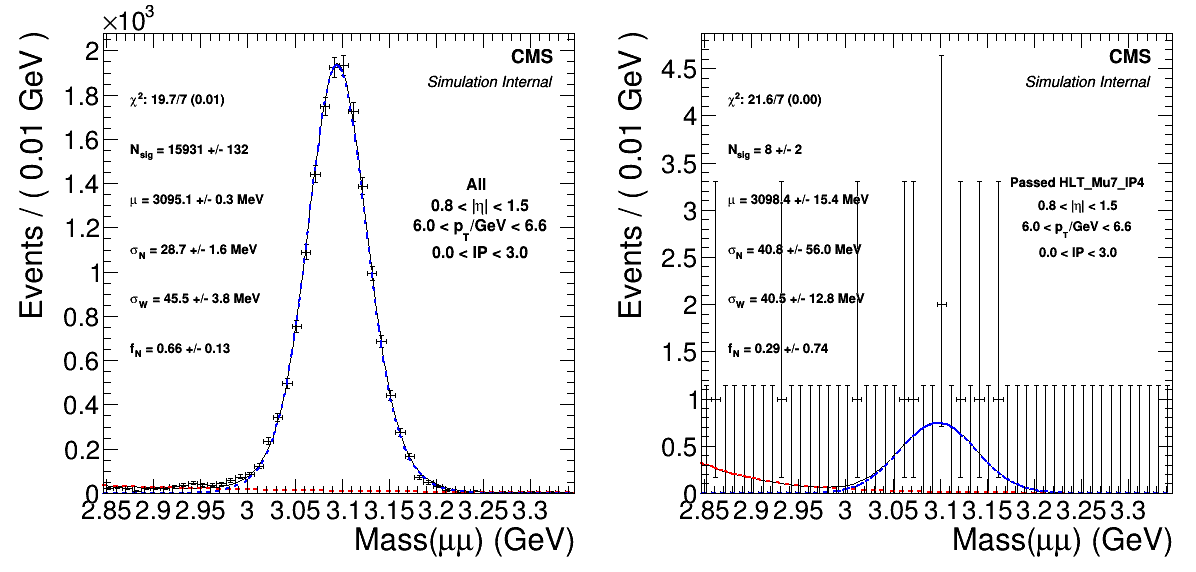 ×10³
Events / ( 0.01 GeV )
2
1.8
1.6
1.4
1.2
1
0.8
0.6
0.4
0.2
0
CMS
Simulation Internal
χ²: 19.7/7 (0.01)
N_sig = 15931 +/- 132
μ = 3095.1 +/- 0.3 MeV
σ_N = 28.7 +/- 1.6 MeV
σ_W = 45.5 +/- 3.8 MeV
f_N = 0.66 +/- 0.13
All
0.8 < |η| < 1.5
6.0 < p_T/GeV < 6.6
0.0 < IP < 3.0
2.85 2.9 2.95 3 3.05 3.1 3.15 3.2 3.25 3.3
Mass(μμ) (GeV)
Events / ( 0.01 GeV )
4.5
4
3.5
3
2.5
2
1.5
1
0.5
0
CMS
Simulation Internal
χ²: 21.6/7 (0.00)
N_sig = 8 +/- 2
μ = 3098.4 +/- 15.4 MeV
σ_N = 40.8 +/- 56.0 MeV
σ_W = 40.5 +/- 12.8 MeV
f_N = 0.29 +/- 0.74
Passed HLT_Mu7_IP4
0.8 < |η| < 1.5
6.0 < p_T/GeV < 6.6
0.0 < IP < 3.0
2.85 2.9 2.95 3 3.05 3.1 3.15 3.2 3.25 3.3
Mass(μμ) (GeV)